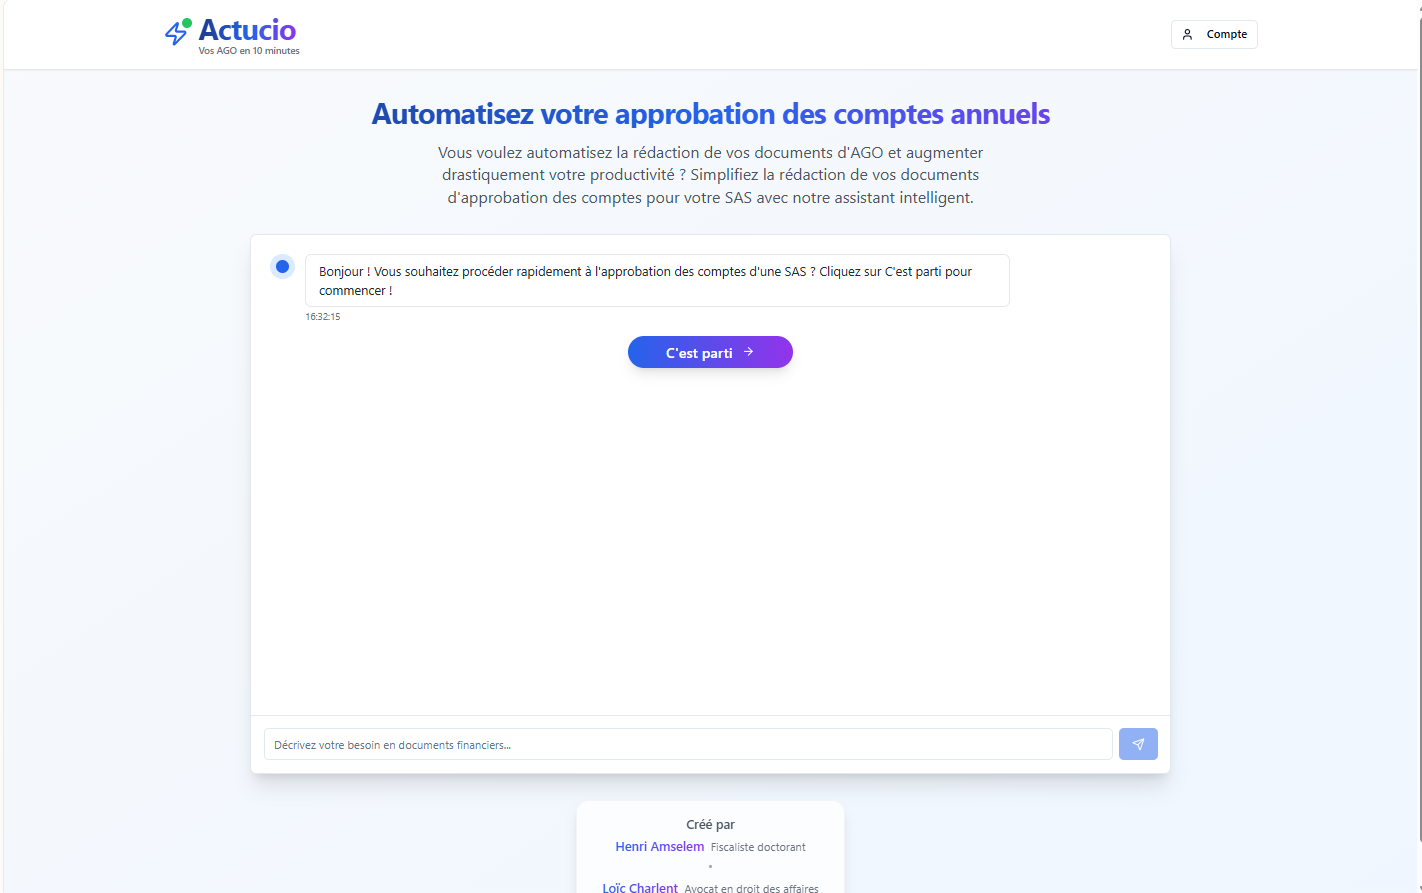 Actucio
Vos AGO en 10 minutes
Compte
Automatisez votre approbation des comptes annuels
Vous voulez automatisez la rédaction de vos documents d'AGO et augmenter
drastiquement votre productivité ? Simplifiez la rédaction de vos documents
d'approbation des comptes pour votre SAS avec notre assistant intelligent.
Bonjour ! Vous souhaitez procéder rapidement à l'approbation des comptes d'une SAS ? Cliquez sur C'est parti pour
commencer !
16:32:15
C'est parti →
Décrivez votre besoin en documents financiers...
Créé par
Henri Amselem Fiscaliste doctorant
•
Loïc Charlent Avocat en droit des affaires